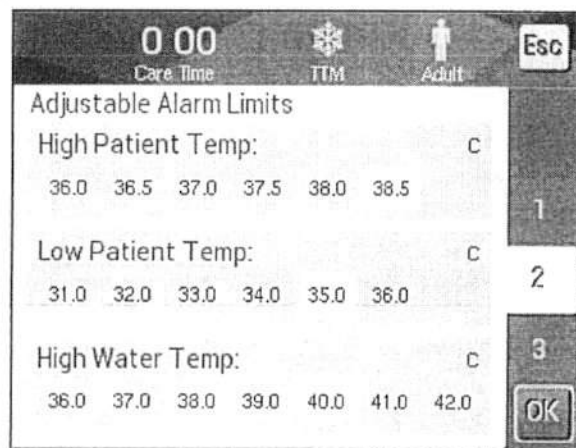 0 00
Care Time
TTM
Adult
Esc
Adjustable Alarm Limits
High Patient Temp: C
36.0 36.5 37.0 37.5 38.0 38.5
1
Low Patient Temp: C
31.0 32.0 33.0 34.0 35.0 36.0
2
High Water Temp: C
3
36.0 37.0 38.0 39.0 40.0 41.0 42.0
OK